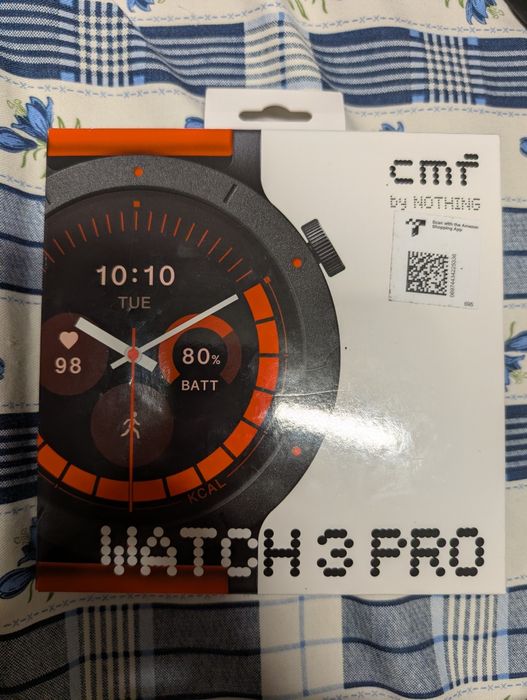 cmf
by NOTHING
Scan with the Amazon
Shopping App
695
10:10
TUE
98
80%
BATT
KCAL
WATCH 3 PRO